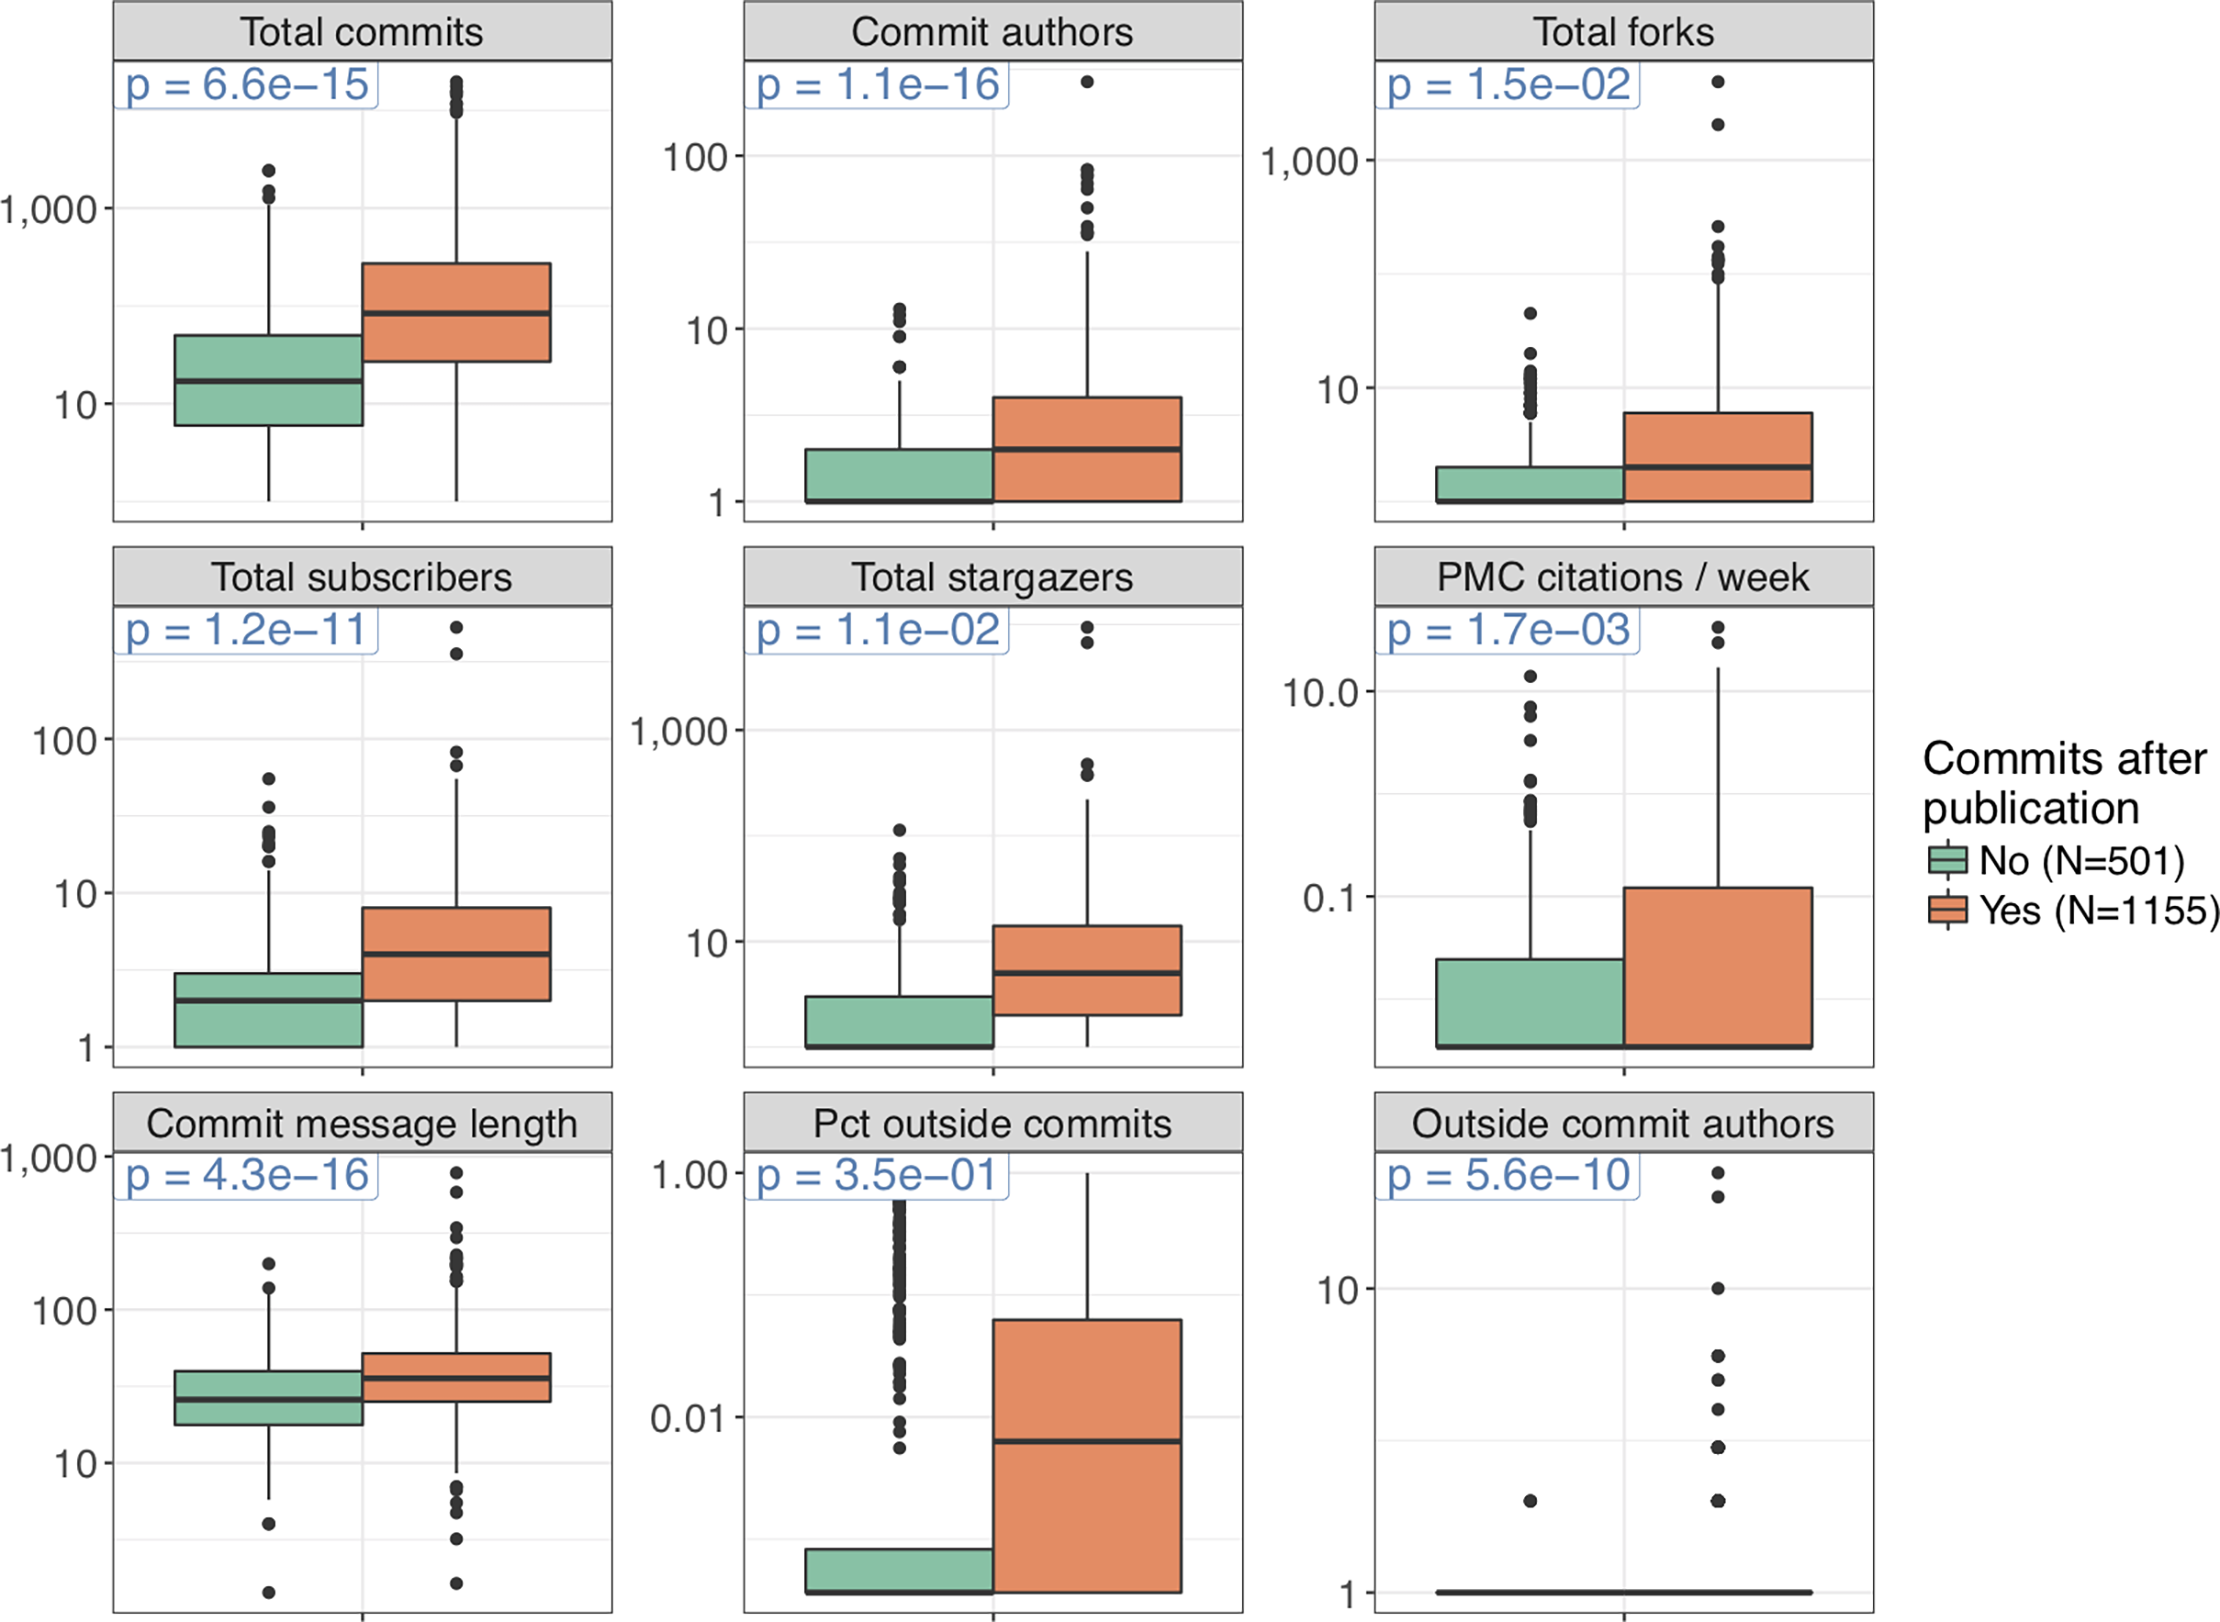 Total commits
p = 6.6e−15
1,000
10
Commit authors
p = 1.1e−16
100
10
1
Total forks
p = 1.5e−02
1,000
10
Total subscribers
p = 1.2e−11
100
10
1
Total stargazers
p = 1.1e−02
1,000
10
PMC citations / week
p = 1.7e−03
10.0
0.1
Commit message length
p = 4.3e−16
1,000
100
10
Pct outside commits
p = 3.5e−01
1.00
0.01
Outside commit authors
p = 5.6e−10
10
1
Commits after
publication
No (N=501)
Yes (N=1155)